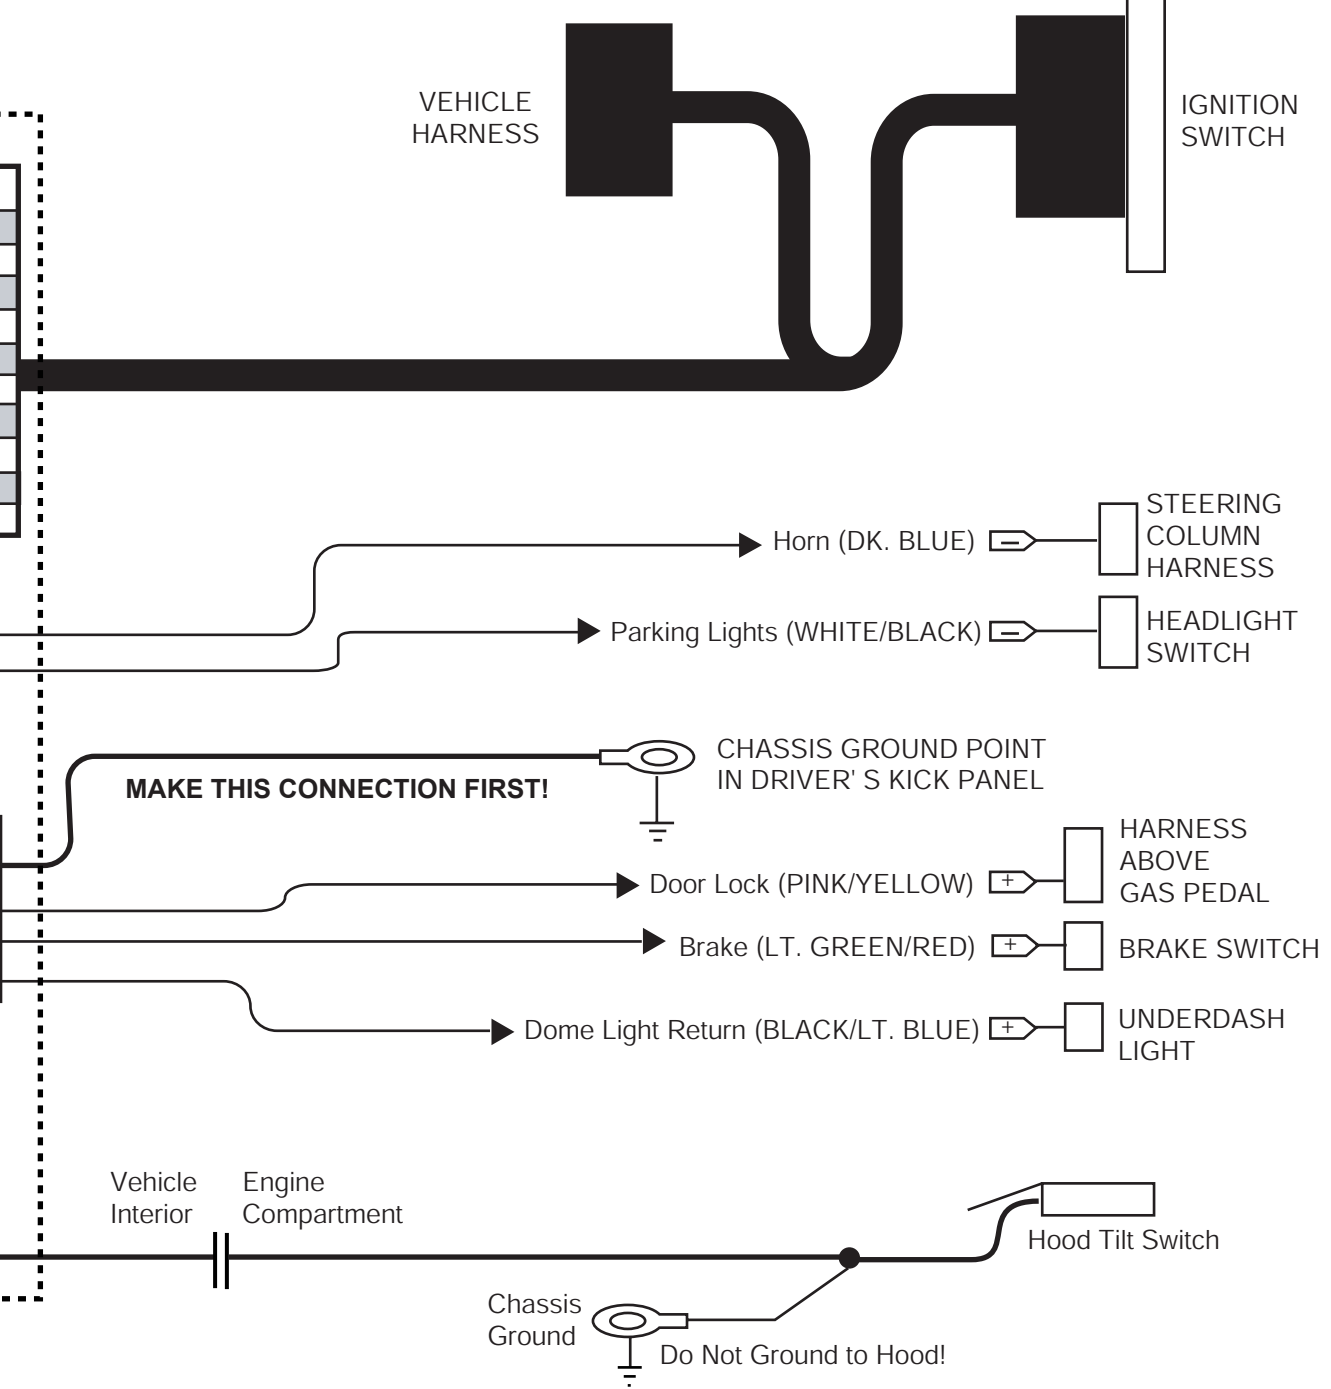 VEHICLE
HARNESS
IGNITION
SWITCH
Horn (DK. BLUE)
–
STEERING
COLUMN
HARNESS
Parking Lights (WHITE/BLACK)
–
HEADLIGHT
SWITCH
MAKE THIS CONNECTION FIRST!
CHASSIS GROUND POINT
IN DRIVER' S KICK PANEL
Door Lock (PINK/YELLOW)
+
HARNESS
ABOVE
GAS PEDAL
Brake (LT. GREEN/RED)
+
BRAKE SWITCH
Dome Light Return (BLACK/LT. BLUE)
+
UNDERDASH
LIGHT
Vehicle
Interior
Engine
Compartment
Hood Tilt Switch
Chassis
Ground
Do Not Ground to Hood!